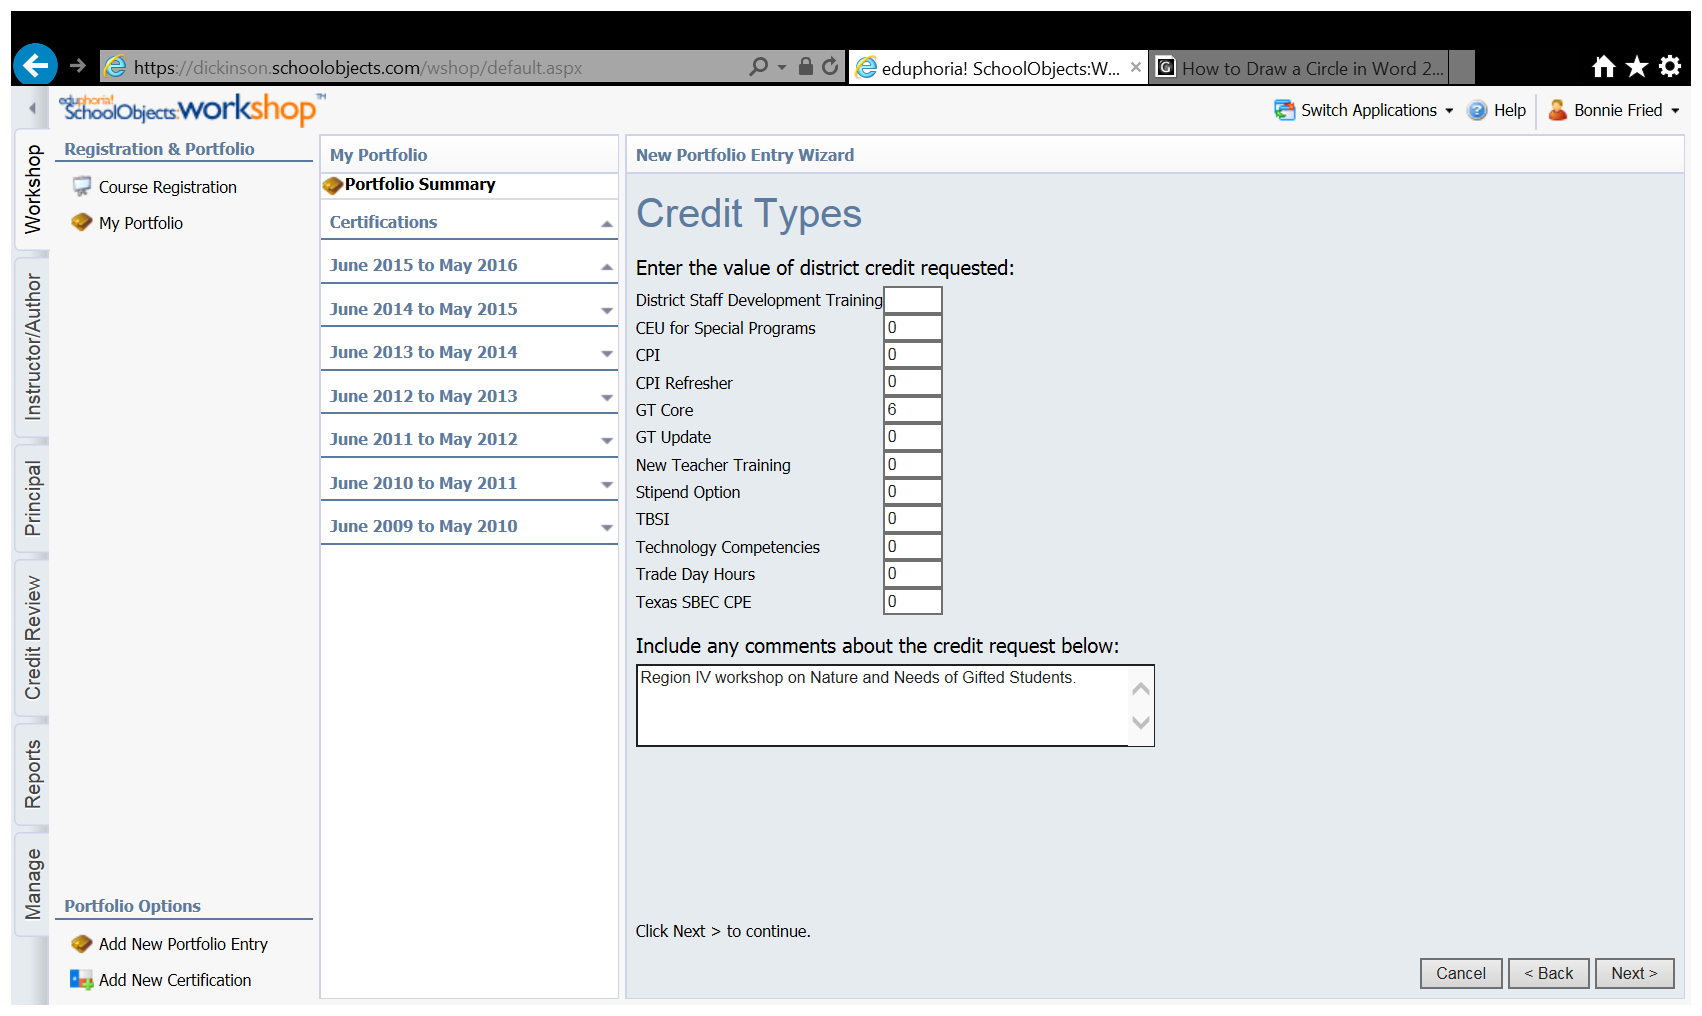 https://dickinson.schoolobjects.com/wshop/default.aspx
eduphoria! SchoolObjects:W... ×
G How to Draw a Circle in Word 2...
eduphoria!
SchoolObjects:workshop™
Switch Applications
Help
Bonnie Fried
Workshop
Instructor/Author
Principal
Credit Review
Reports
Manage
Registration & Portfolio
Course Registration
My Portfolio
Portfolio Options
Add New Portfolio Entry
Add New Certification
My Portfolio
Portfolio Summary
Certifications
June 2015 to May 2016
June 2014 to May 2015
June 2013 to May 2014
June 2012 to May 2013
June 2011 to May 2012
June 2010 to May 2011
June 2009 to May 2010
New Portfolio Entry Wizard
Credit Types
Enter the value of district credit requested:
District Staff Development Training
CEU for Special Programs 0
CPI 0
CPI Refresher 0
GT Core 6
GT Update 0
New Teacher Training 0
Stipend Option 0
TBSI 0
Technology Competencies 0
Trade Day Hours 0
Texas SBEC CPE 0
Include any comments about the credit request below:
Region IV workshop on Nature and Needs of Gifted Students.
Click Next > to continue.
Cancel
< Back
Next >